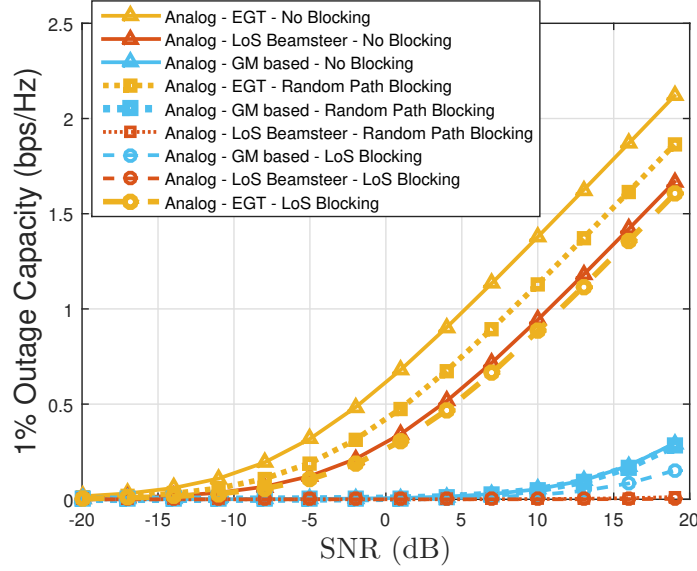 2.5
2
1.5
1
0.5
0
1% Outage Capacity (bps/Hz)
Analog - EGT - No Blocking
Analog - LoS Beamsteer - No Blocking
Analog - GM based - No Blocking
Analog - EGT - Random Path Blocking
Analog - GM based - Random Path Blocking
Analog - LoS Beamsteer - Random Path Blocking
Analog - GM based - LoS Blocking
Analog - LoS Beamsteer - LoS Blocking
Analog - EGT - LoS Blocking
-20 -15 -10 -5 0 5 10 15 20
SNR (dB)